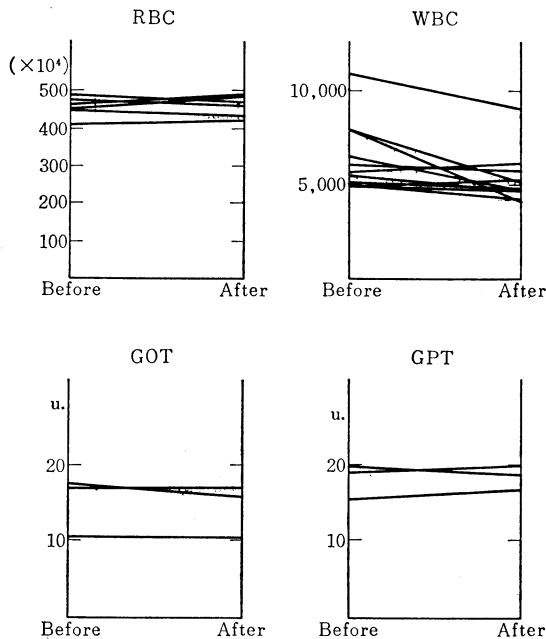 RBC
(×10⁴)
500
400
300
200
100
Before After
WBC
10,000
5,000
Before After
GOT
u.
20
10
Before After
GPT
u.
20
10
Before After